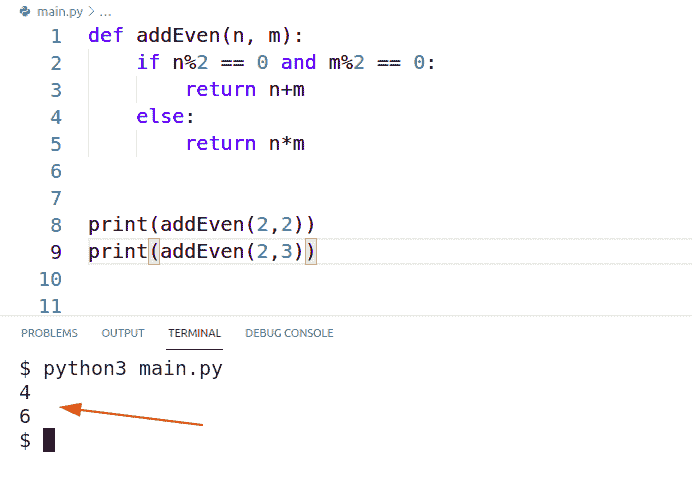 main.py > ...
1 def addEven(n, m):
2     if n%2 == 0 and m%2 == 0:
3         return n+m
4     else:
5         return n*m
6
7
8 print(addEven(2,2))
9 print(addEven(2,3))
10
11
PROBLEMS OUTPUT TERMINAL DEBUG CONSOLE
$ python3 main.py
4
6
$